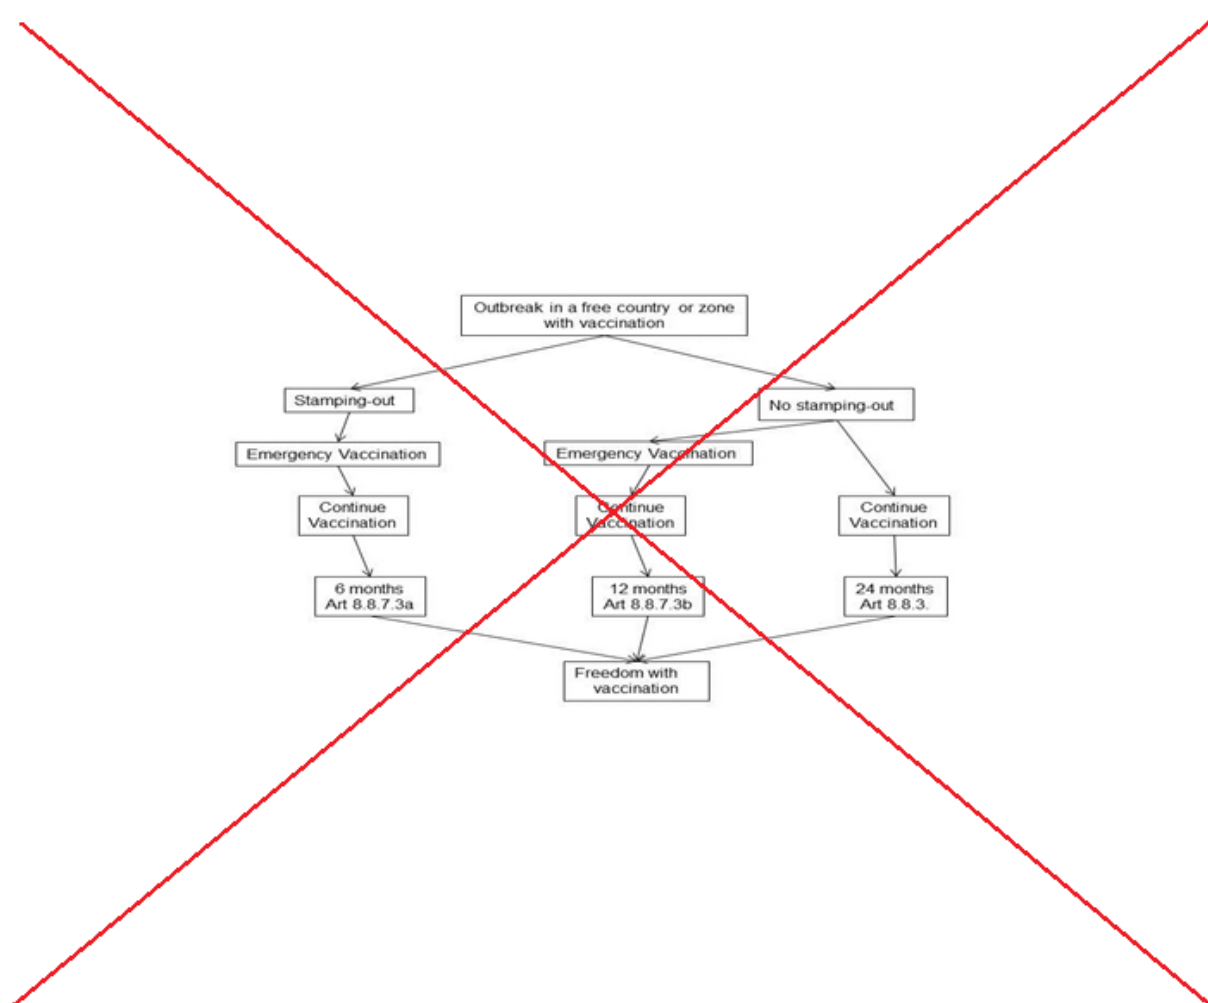 Outbreak in a free country or zone
with vaccination
Stamping-out
No stamping-out
Emergency Vaccination
Emergency Vaccination
Continue
Vaccination
Continue
Vaccination
Continue
Vaccination
6 months
Art 8.8.7.3a
12 months
Art 8.8.7.3b
24 months
Art 8.8.3.
Freedom with
vaccination